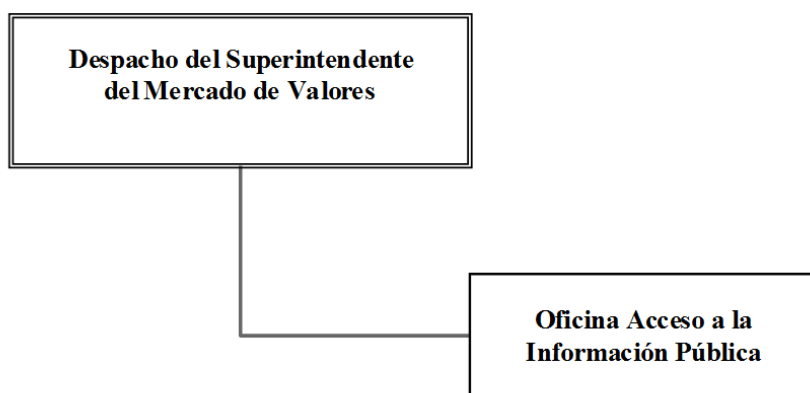 Despacho del Superintendente
del Mercado de Valores
Oficina Acceso a la
Información Pública